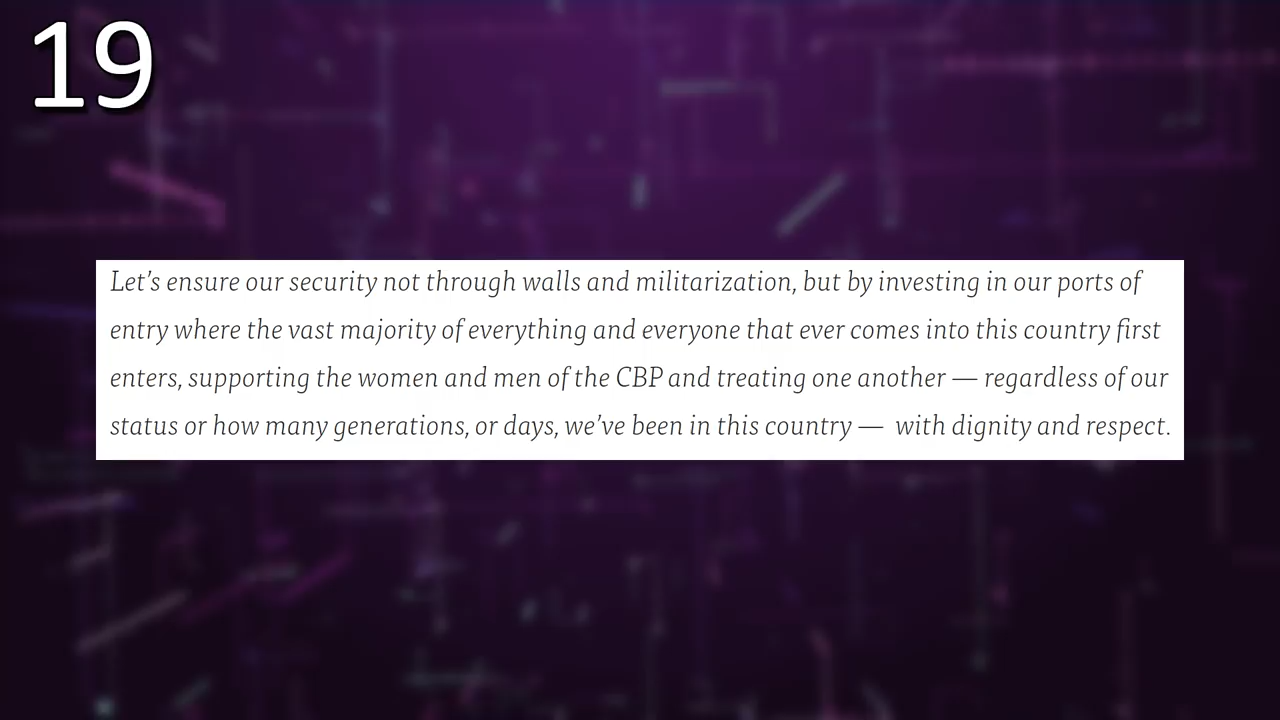 19
Let’s ensure our security not through walls and militarization, but by investing in our ports of
entry where the vast majority of everything and everyone that ever comes into this country first
enters, supporting the women and men of the CBP and treating one another — regardless of our
status or how many generations, or days, we’ve been in this country — with dignity and respect.